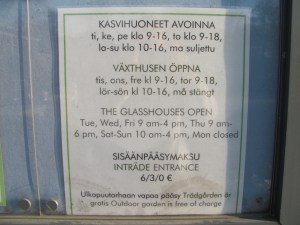 KASVIHUONEET AVOINNA
ti, ke, pe klo 9-16, to klo 9-18,
la-su klo 10-16, ma suljettu
VÄXTHUSEN ÖPPNA
tis, ons, fre kl 9-16, tor 9-18,
lör-sön kl 10-16, må stängt
THE GLASSHOUSES OPEN
Tue, Wed, Fri 9 am-4 pm, Thu 9 am-
6 pm, Sat-Sun 10 am-4 pm, Mon closed
SISÄÄNPÄÄSYMAKSU
INTRÄDE ENTRANCE
6/3/0 €
Ulkopuutarhaan vapaa pääsy Trädgården är
gratis Outdoor garden is free of charge